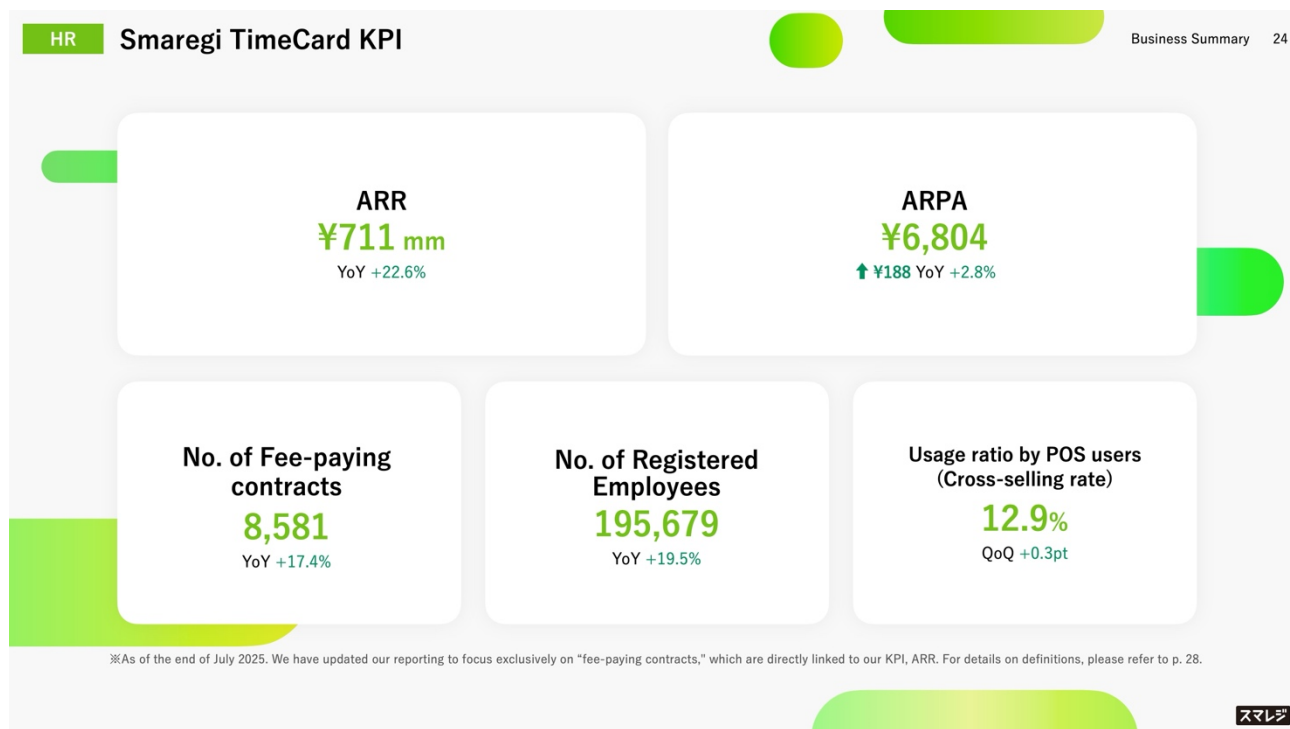 HR
Smaregi TimeCard KPI
Business Summary 24
ARR
¥711 mm
YoY +22.6%
ARPA
¥6,804
⬆ ¥188 YoY +2.8%
No. of Fee-paying
contracts
8,581
YoY +17.4%
No. of Registered
Employees
195,679
YoY +19.5%
Usage ratio by POS users
(Cross-selling rate)
12.9%
QoQ +0.3pt
※As of the end of July 2025. We have updated our reporting to focus exclusively on “fee-paying contracts,” which are directly linked to our KPI, ARR. For details on definitions, please refer to p. 28.
スマレジ